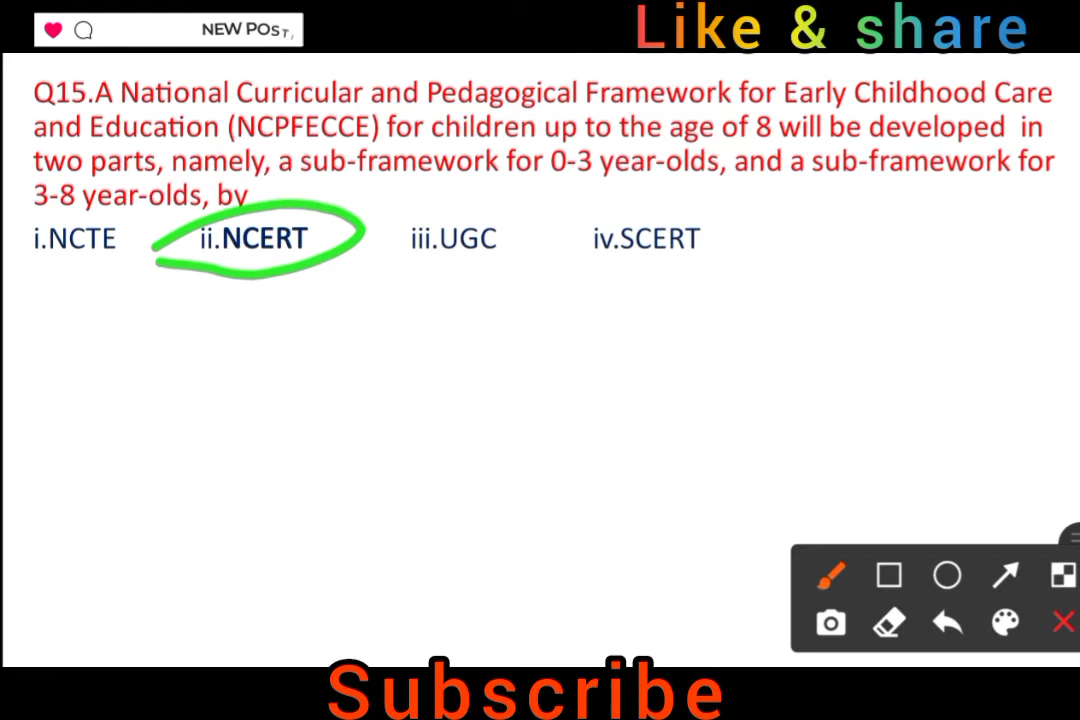 NEW POST,
Like & share
Q15.A National Curricular and Pedagogical Framework for Early Childhood Care
and Education (NCPFECCE) for children up to the age of 8 will be developed in
two parts, namely, a sub-framework for 0-3 year-olds, and a sub-framework for
3-8 year-olds, by
i.NCTE ii.NCERT iii.UGC iv.SCERT
Subscribe